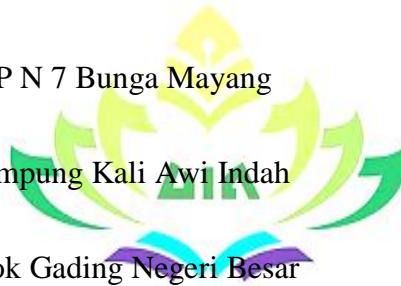 P N 7 Bunga Mayang
mpung Kali Awi Indah
ok Gading Negeri Besar